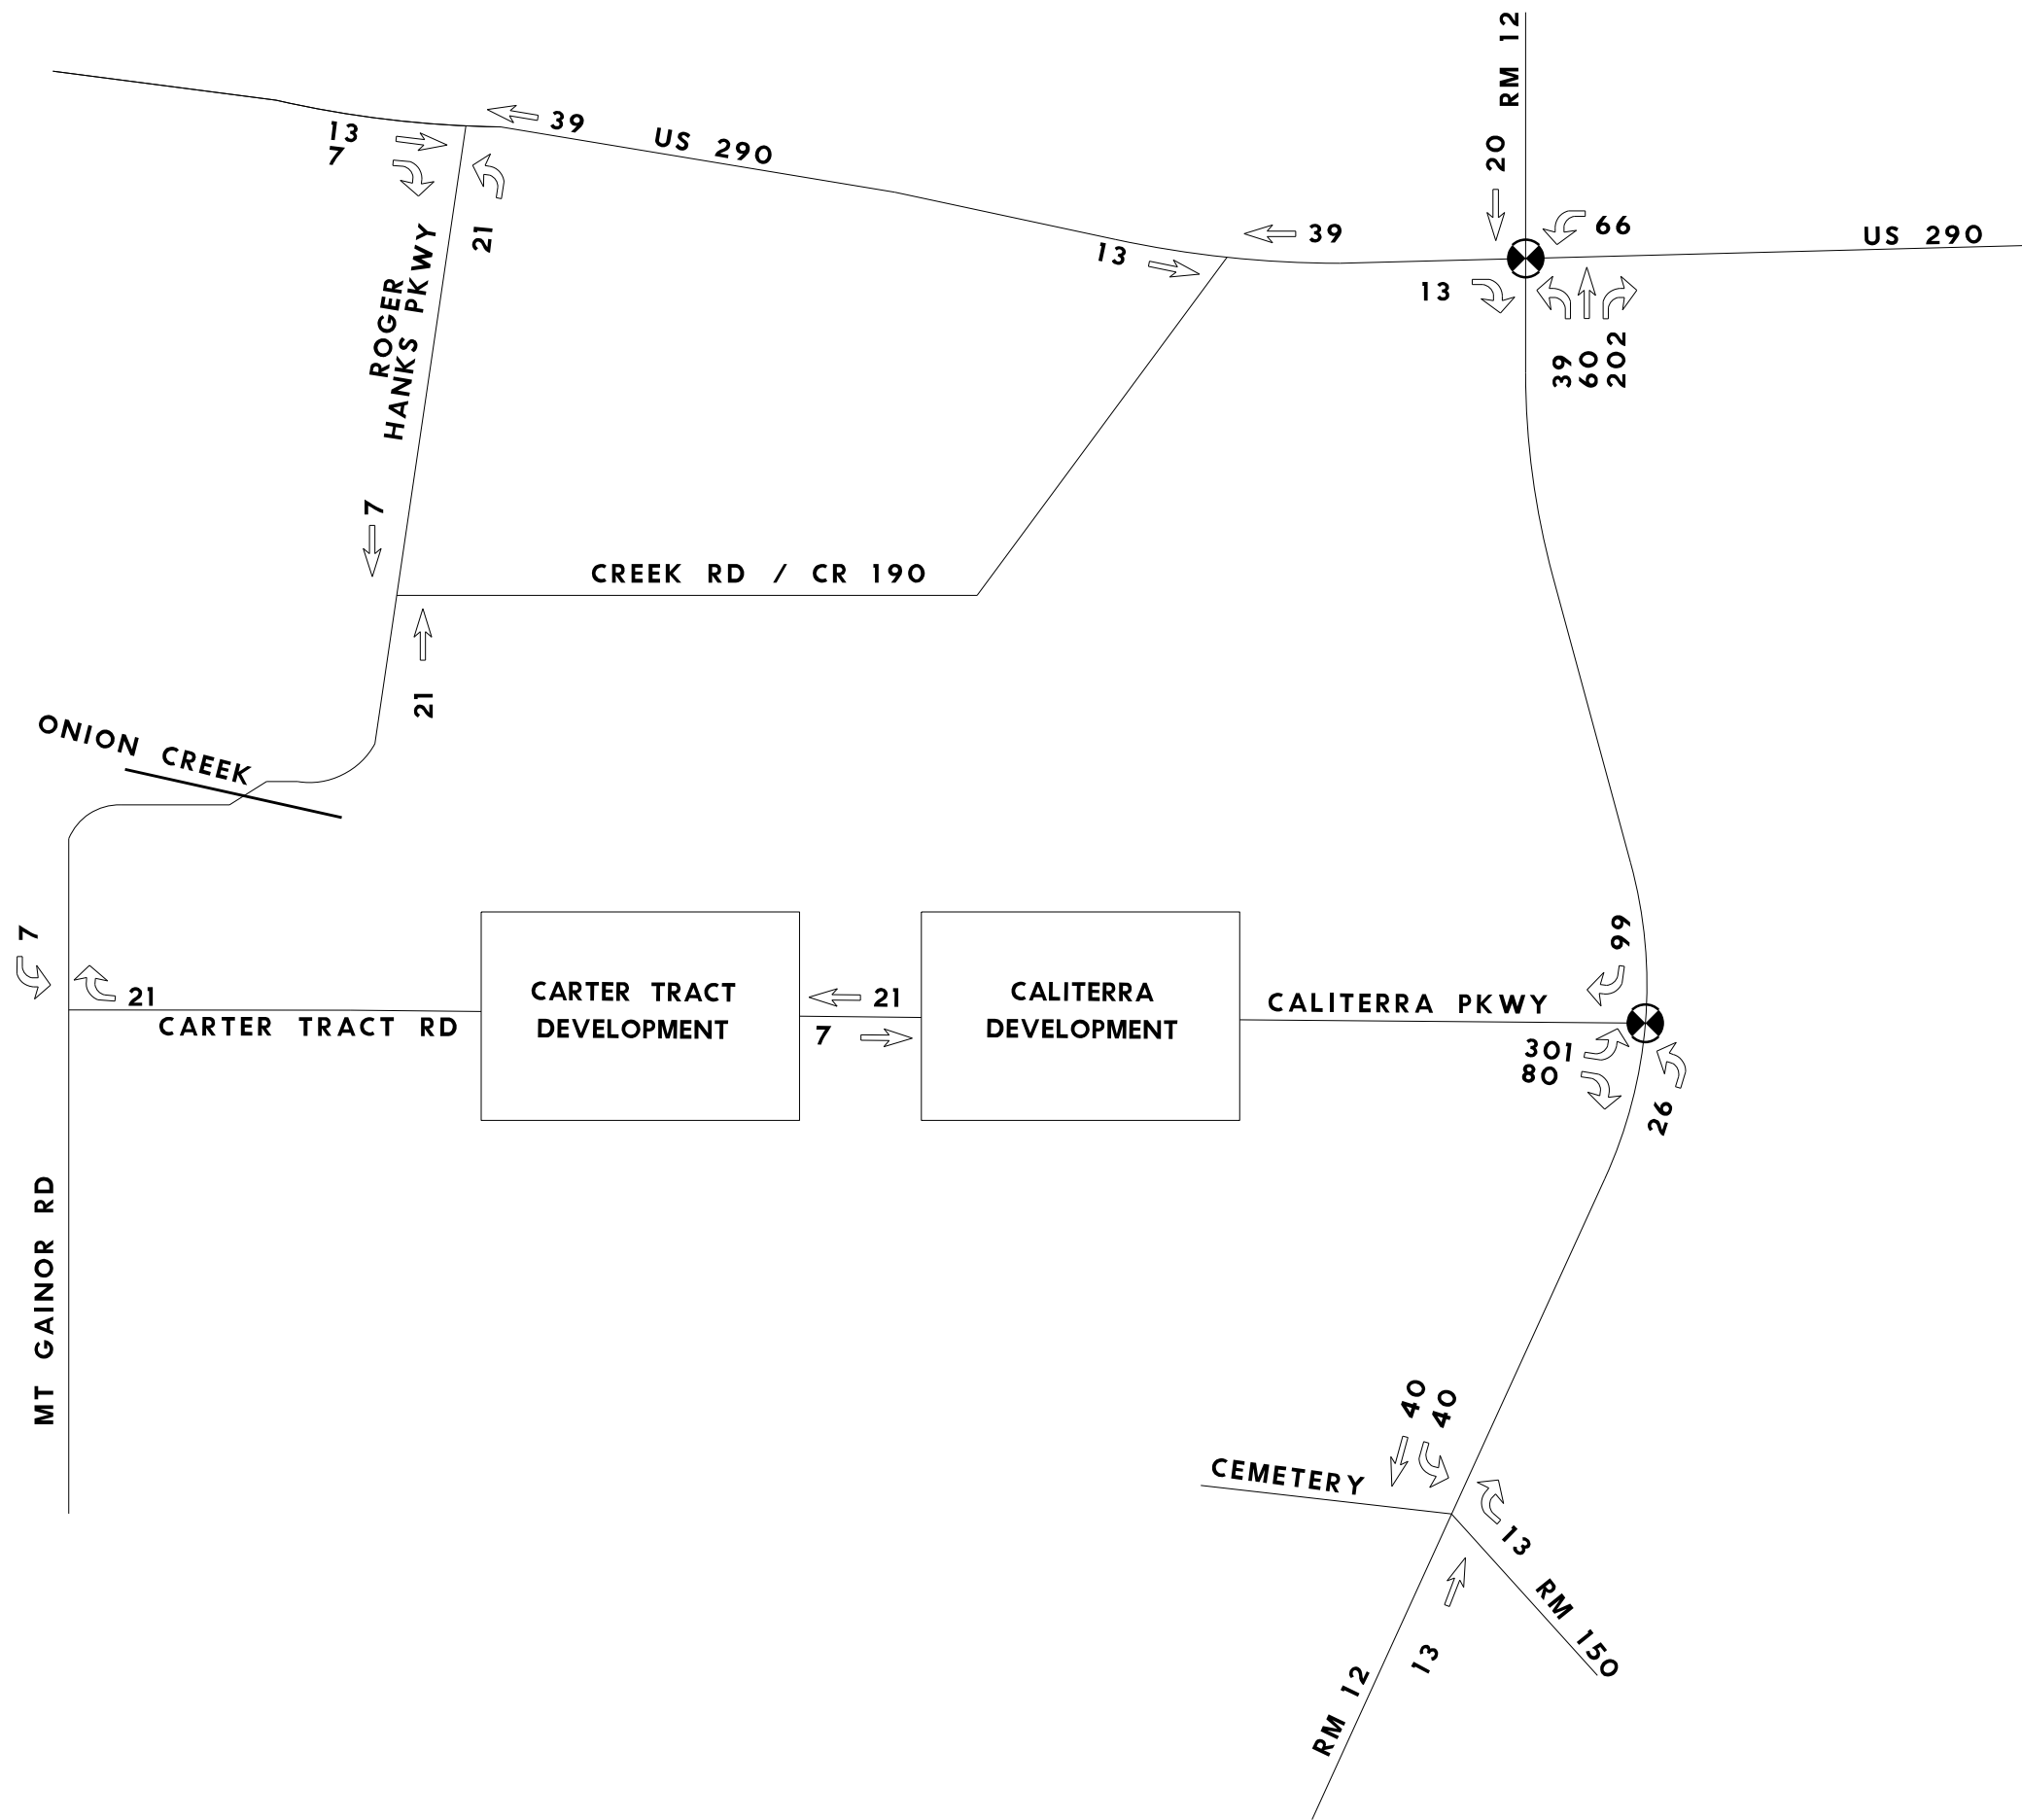 RM 12
20
39
US 290
13
7
21
ROGER
HANKS PKWY
39
13
66
US 290
13
39
60
202
7
CREEK RD / CR 190
21
ONION CREEK
7
21
CARTER TRACT RD
CARTER TRACT
DEVELOPMENT
21
7
CALITERRA
DEVELOPMENT
CALITERRA PKWY
99
301
80
26
MT GAINOR RD
40
40
CEMETERY
13
RM 150
13
RM 12